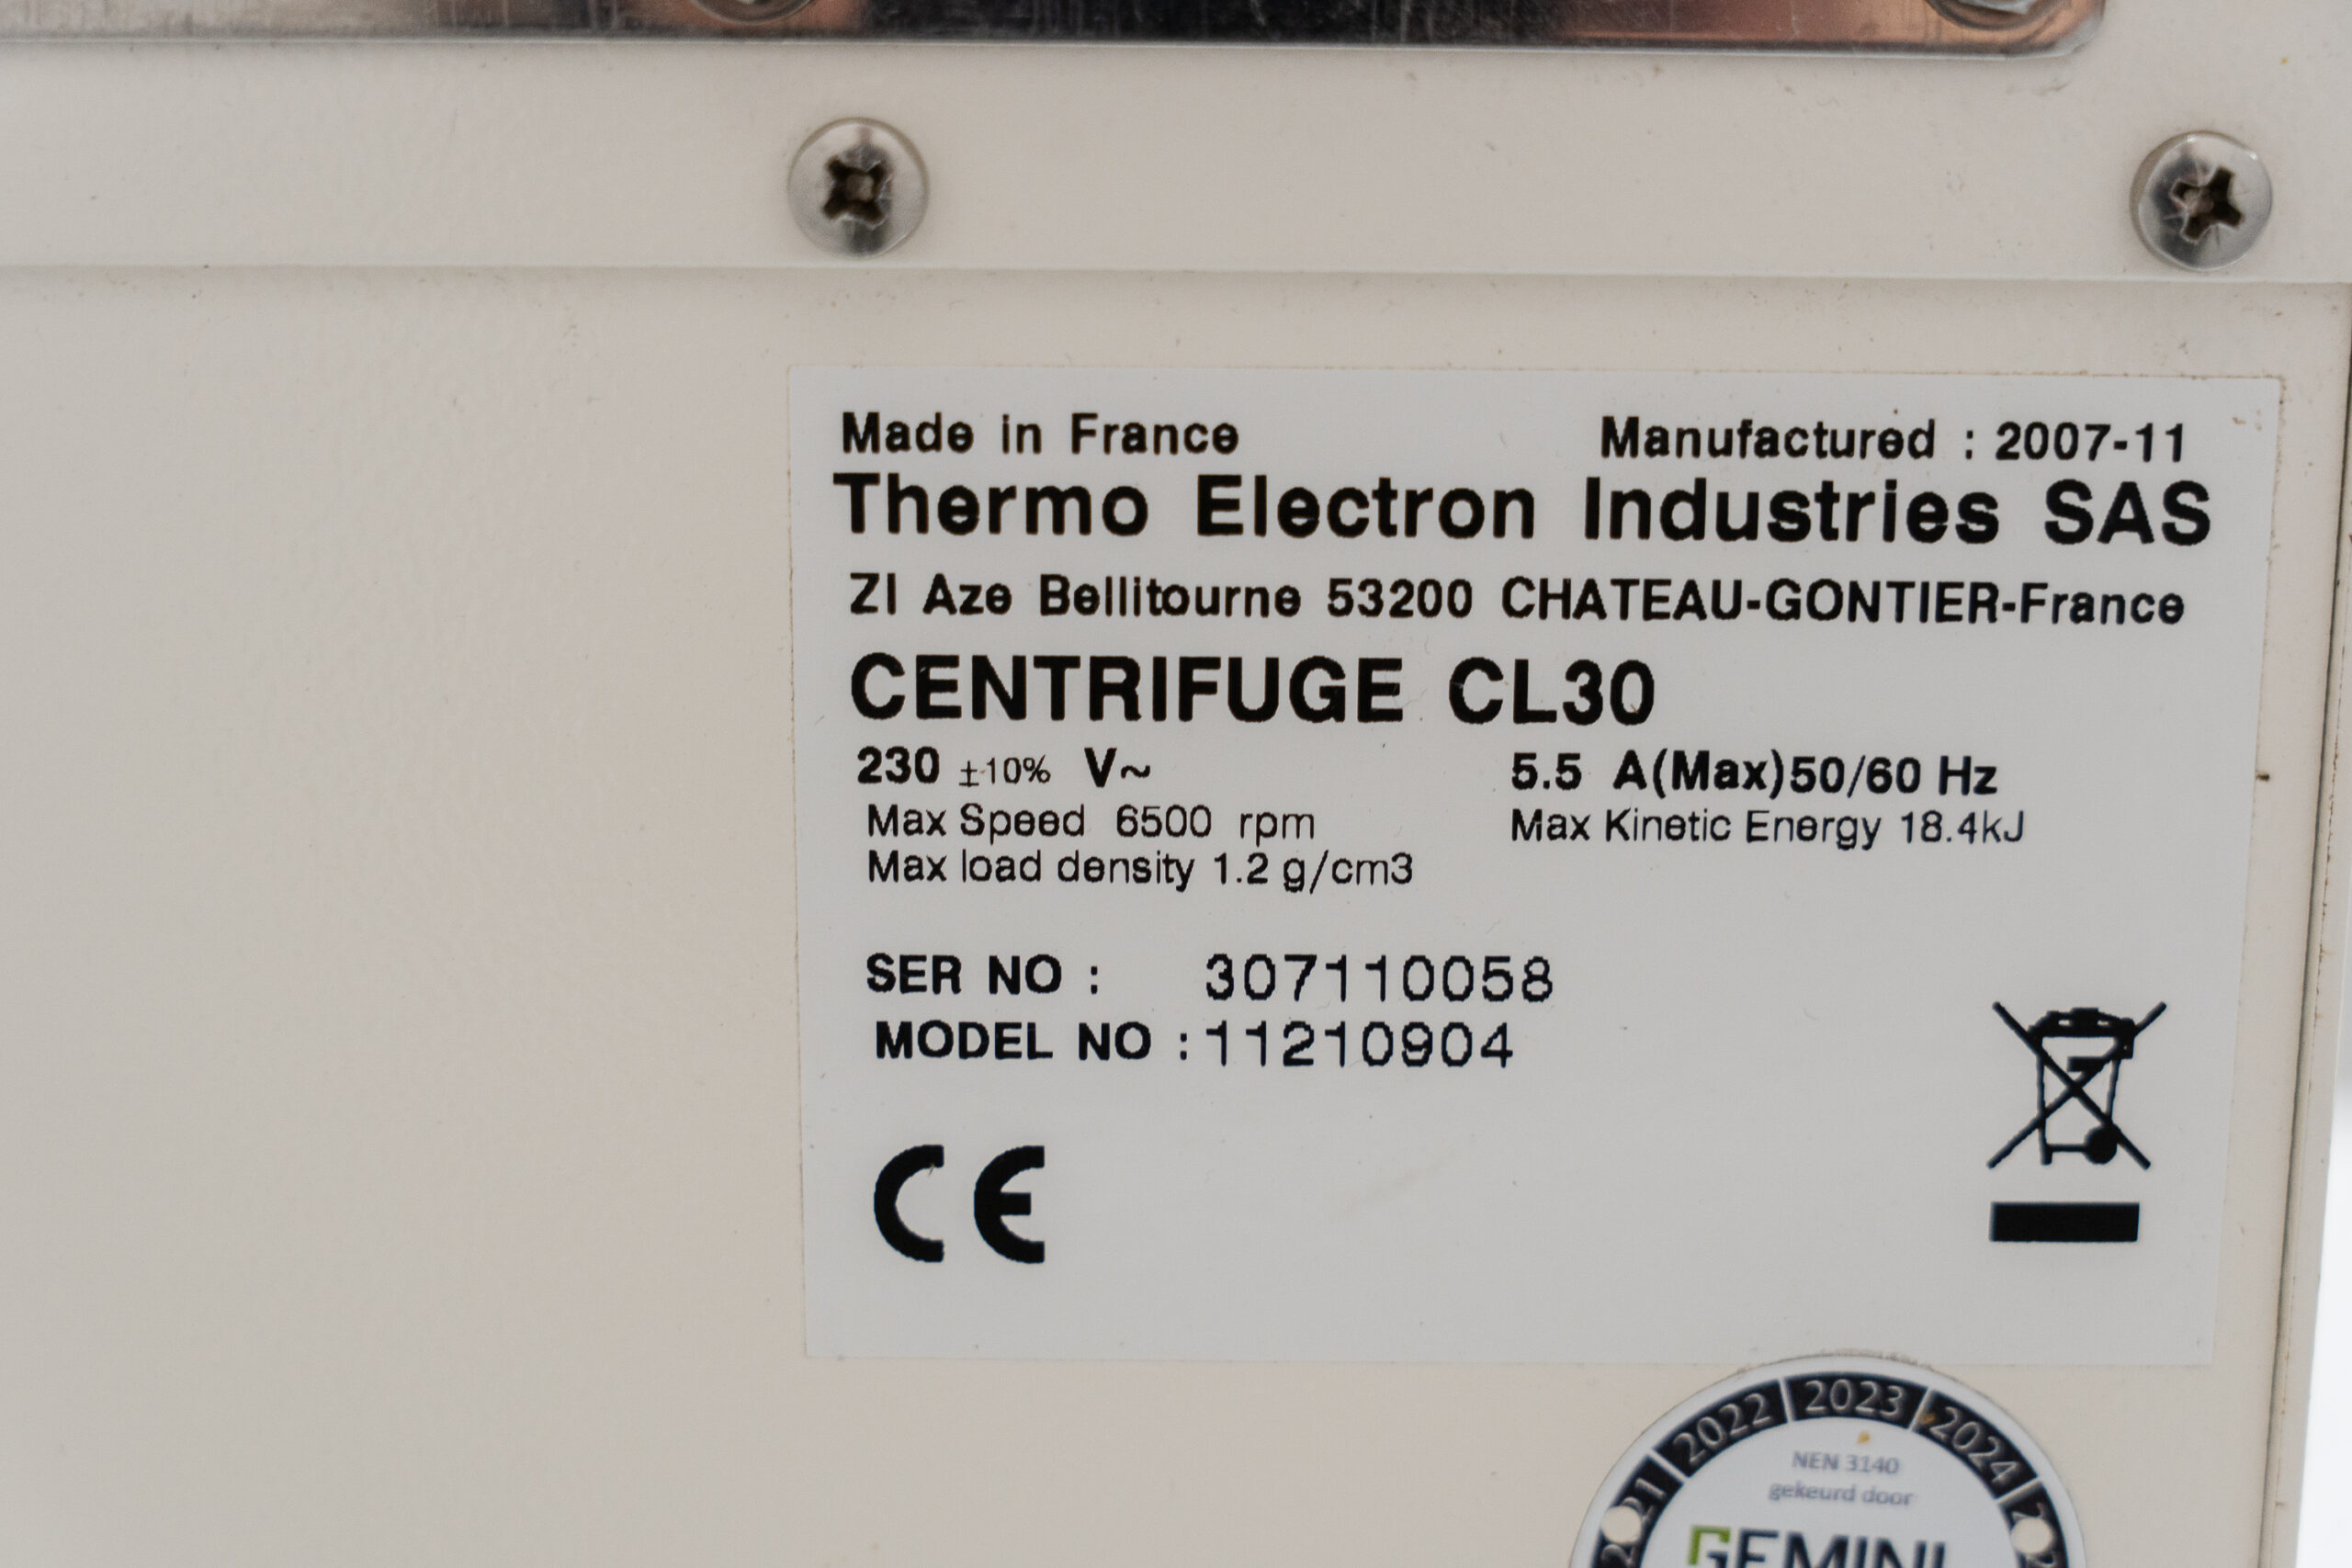 Made in France Manufactured : 2007-11
Thermo Electron Industries SAS
ZI Aze Bellitourne 53200 CHATEAU-GONTIER-France
CENTRIFUGE CL30
230 ±10% V~ 5.5 A(Max)50/60 Hz
Max Speed 6500 rpm Max Kinetic Energy 18.4kJ
Max load density 1.2 g/cm3
SER NO : 307110058
MODEL NO : 11210904
CE
2022 2023 2024
NEN 3140
gekeurd door
GEMINI